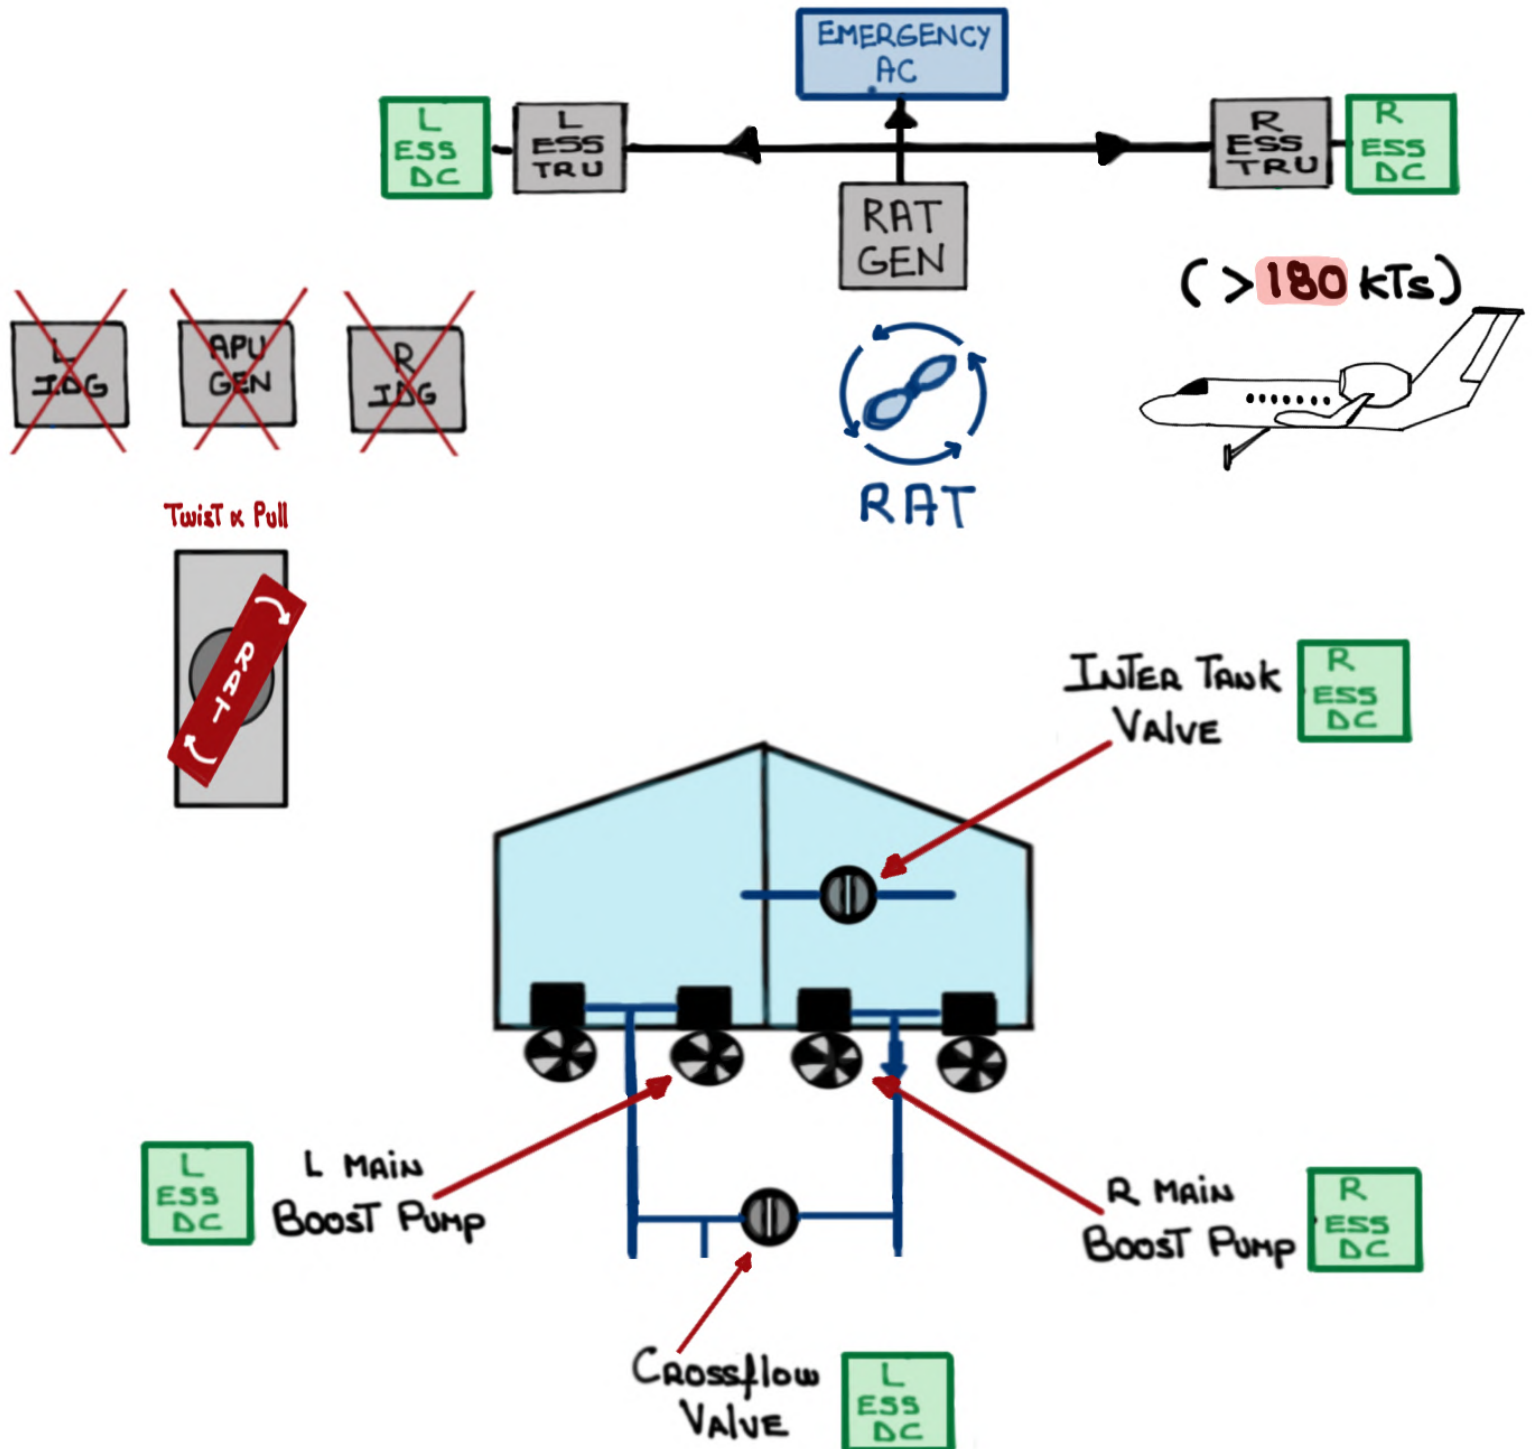 EMERGENCY
AC
L
ESS
DC
L
ESS
TRU
R
ESS
TRU
R
ESS
DC
RAT
GEN
(>180 KTs)
L
IDG
APU
GEN
R
IDG
RAT
TwisT & Pull
RAT
INTER TANK
VALVE
R
ESS
DC
L
ESS
DC
L MAIN
BOOST PUMP
R MAIN
BOOST PUMP
R
ESS
DC
CROSSflow
VALVE
L
ESS
DC